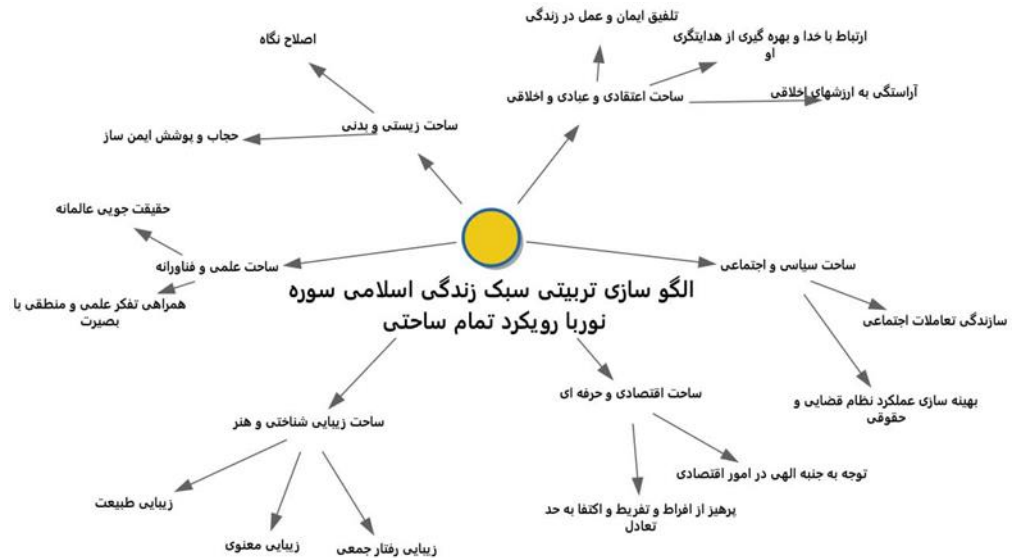 تلفیق ایمان و عمل در زندگی
ارتباط با خدا و بهره گیری از هدایتگری
او
آراستگی به ارزشهای اخلاقی
ساحت اعتقادی و عبادی و اخلاقی
اصلاح نگاه
ساحت زیستی و بدنی
حجاب و پوشش ایمن ساز
حقیقت جویی عالمانه
ساحت علمی و فناورانه
همراهی تفکر علمی و منطقی با
بصیرت
ساحت سیاسی و اجتماعی
سازندگی تعاملات اجتماعی
بهینه سازی عملکرد نظام قضایی و
حقوقی
الگو سازی تربیتی سبک زندگی اسلامی سوره
نوربا رویکرد تمام ساحتی
ساحت اقتصادی و حرفه ای
توجه به جنبه الهی در امور اقتصادی
پرهیز از افراط و تفریط و اکتفا به حد
تعادل
ساحت زیبایی شناختی و هنر
زیبایی طبیعت
زیبایی معنوی
زیبایی رفتار جمعی